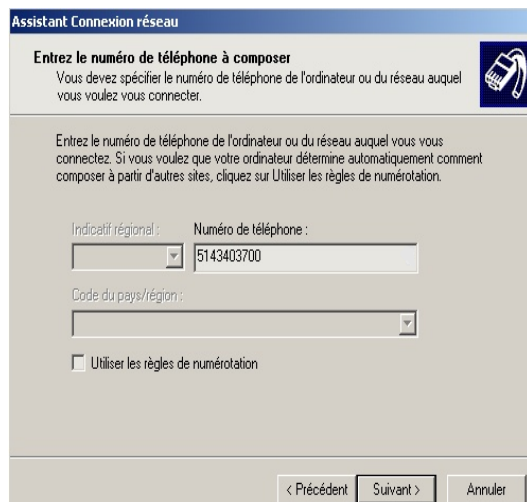 Assistant Connexion réseau
Entrez le numéro de téléphone à composer
Vous devez spécifier le numéro de téléphone de l'ordinateur ou du réseau auquel
vous voulez vous connecter.
Entrez le numéro de téléphone de l'ordinateur ou du réseau auquel vous vous
connectez. Si vous voulez que votre ordinateur détermine automatiquement comment
composer à partir d'autres sites, cliquez sur Utiliser les règles de numérotation.
Indicatif régional : Numéro de téléphone :
5143403700
Code du pays/région :
Utiliser les règles de numérotation
< Précédent Suivant > Annuler